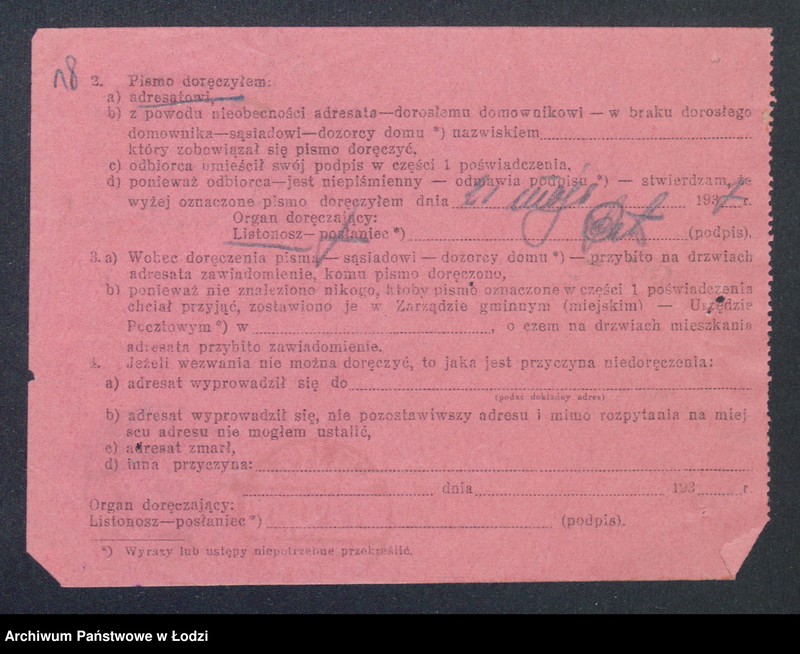 18
2. Pismo doręczyłem:
a) adresatowi,
b) z powodu nieobecności adresata—dorosłemu domownikowi — w braku dorosłego
domownika—sąsiadowi—dozorcy domu *) nazwiskiem
który zobowiązał się pismo doręczyć,
c) odbiorca umieścił swój podpis w części 1 poświadczenia,
d) ponieważ odbiorca—jest niepiśmienny — odmawia podpisu *) — stwierdzam, że
wyżej oznaczone pismo doręczyłem dnia 21 maja 1937 r.
Organ doręczający:
Listonosz—posłaniec *) (podpis).
3. a) Wobec doręczenia pisma—sąsiadowi — dozorcy domu *) — przybito na drzwiach
adresata zawiadomienie, komu pismo doręczono,
b) ponieważ nie znaleziono nikogo, ktoby pismo oznaczone w części 1 poświadczenia
chciał przyjąć, zostawiono je w Zarządzie gminnym (miejskim) — Urzędzie
Pocztowym *) w , o czem na drzwiach mieszkania
adresata przybito zawiadomienie.
4. Jeżeli wezwania nie można doręczyć, to jaka jest przyczyna niedoręczenia:
a) adresat wyprowadził się do
(podać dokładny adres)
b) adresat wyprowadził się, nie pozostawiwszy adresu i mimo rozpytania na miej
scu adresu nie mogłem ustalić,
c) adresat zmarł,
d) inna przyczyna:
dnia 193 r.
Organ doręczający:
Listonosz—posłaniec *) (podpis).
*) Wyrazy lub ustępy niepotrzebne przekreślić.
Archiwum Państwowe w Łodzi